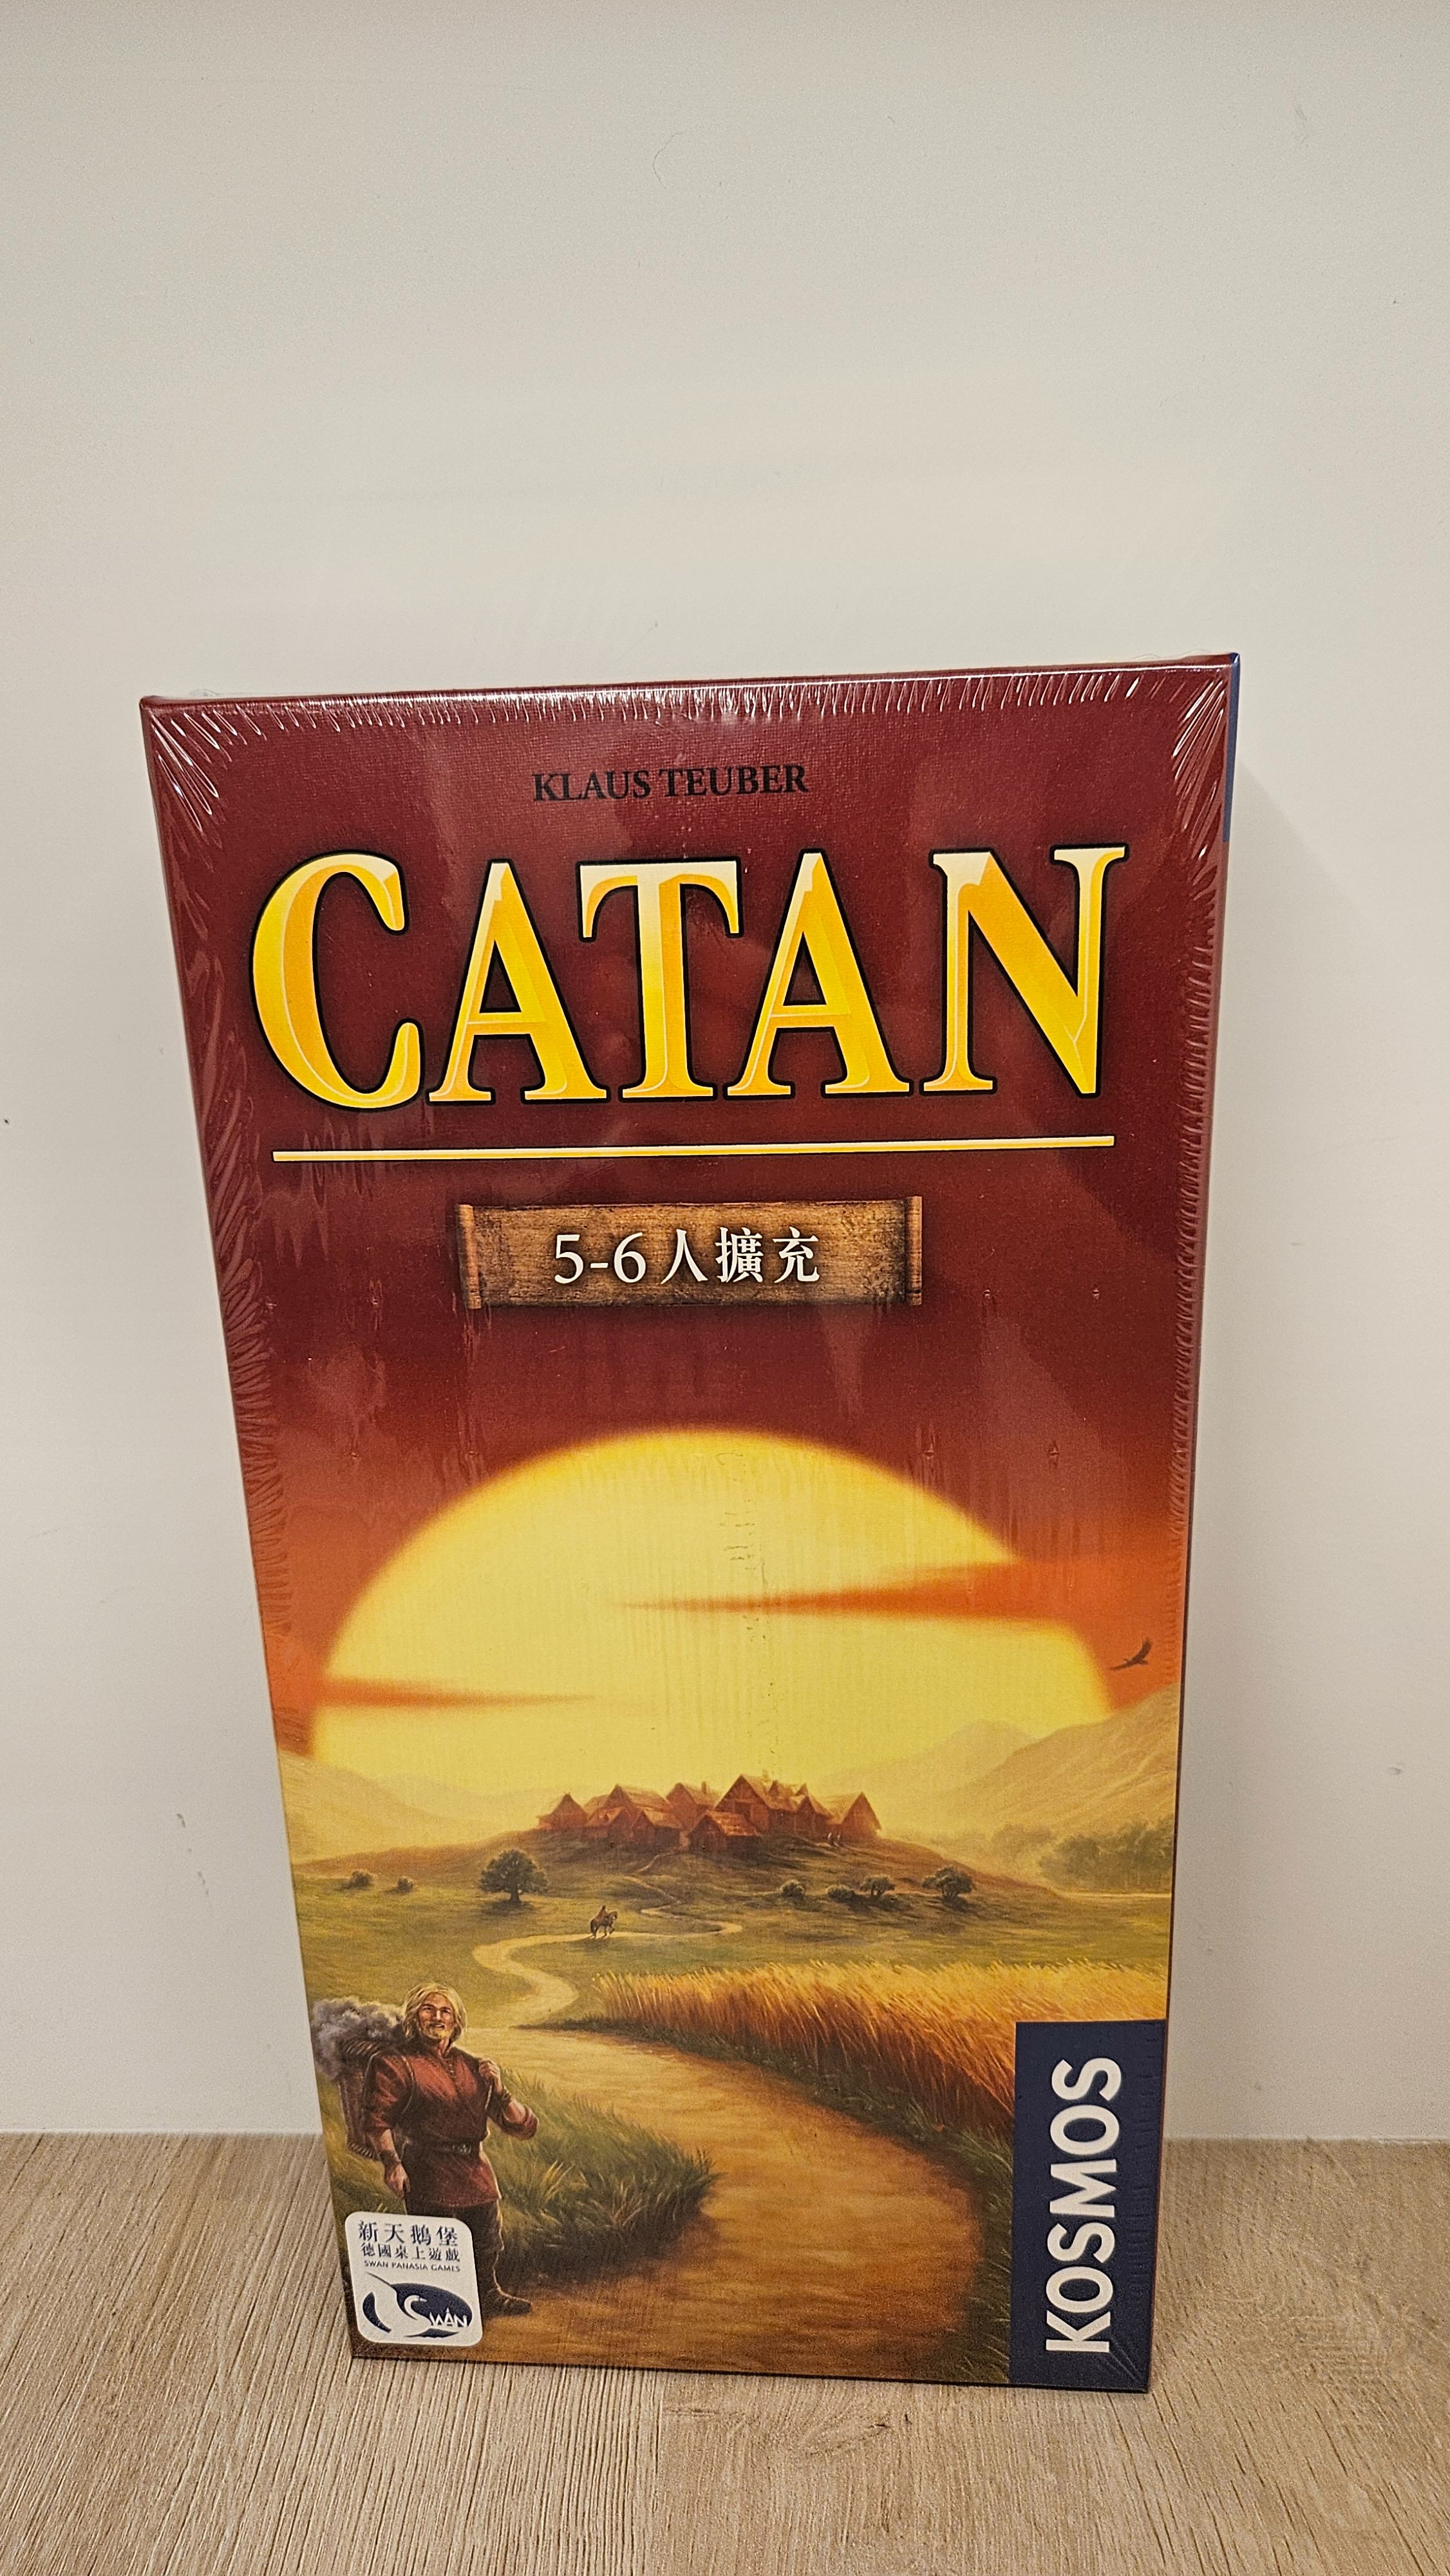 KLAUS TEUBER
CATAN
5-6人擴充
新天鵝堡
德國桌上遊戲
SWAN PANASIA GAMES
SWAN
KOSMOS